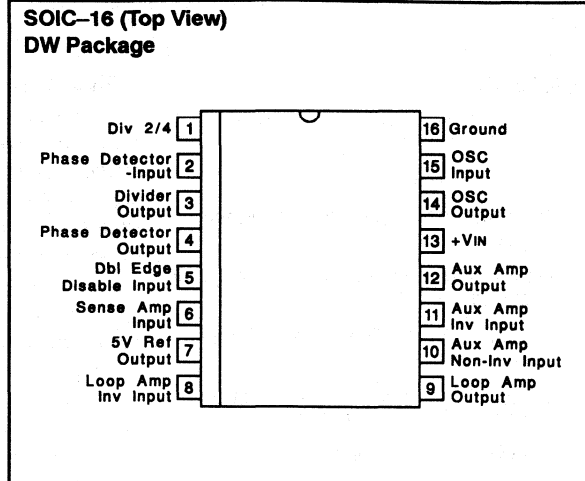 SOIC–16 (Top View)
DW Package
Div 2/4 1
16 Ground
Phase Detector
-Input 2
15 OSC
Input
Divider
Output 3
14 OSC
Output
Phase Detector
Output 4
13 +VIN
Dbl Edge
Disable Input 5
12 Aux Amp
Output
Sense Amp
Input 6
11 Aux Amp
Inv Input
5V Ref
Output 7
10 Aux Amp
Non-Inv Input
Loop Amp
Inv Input 8
9 Loop Amp
Output